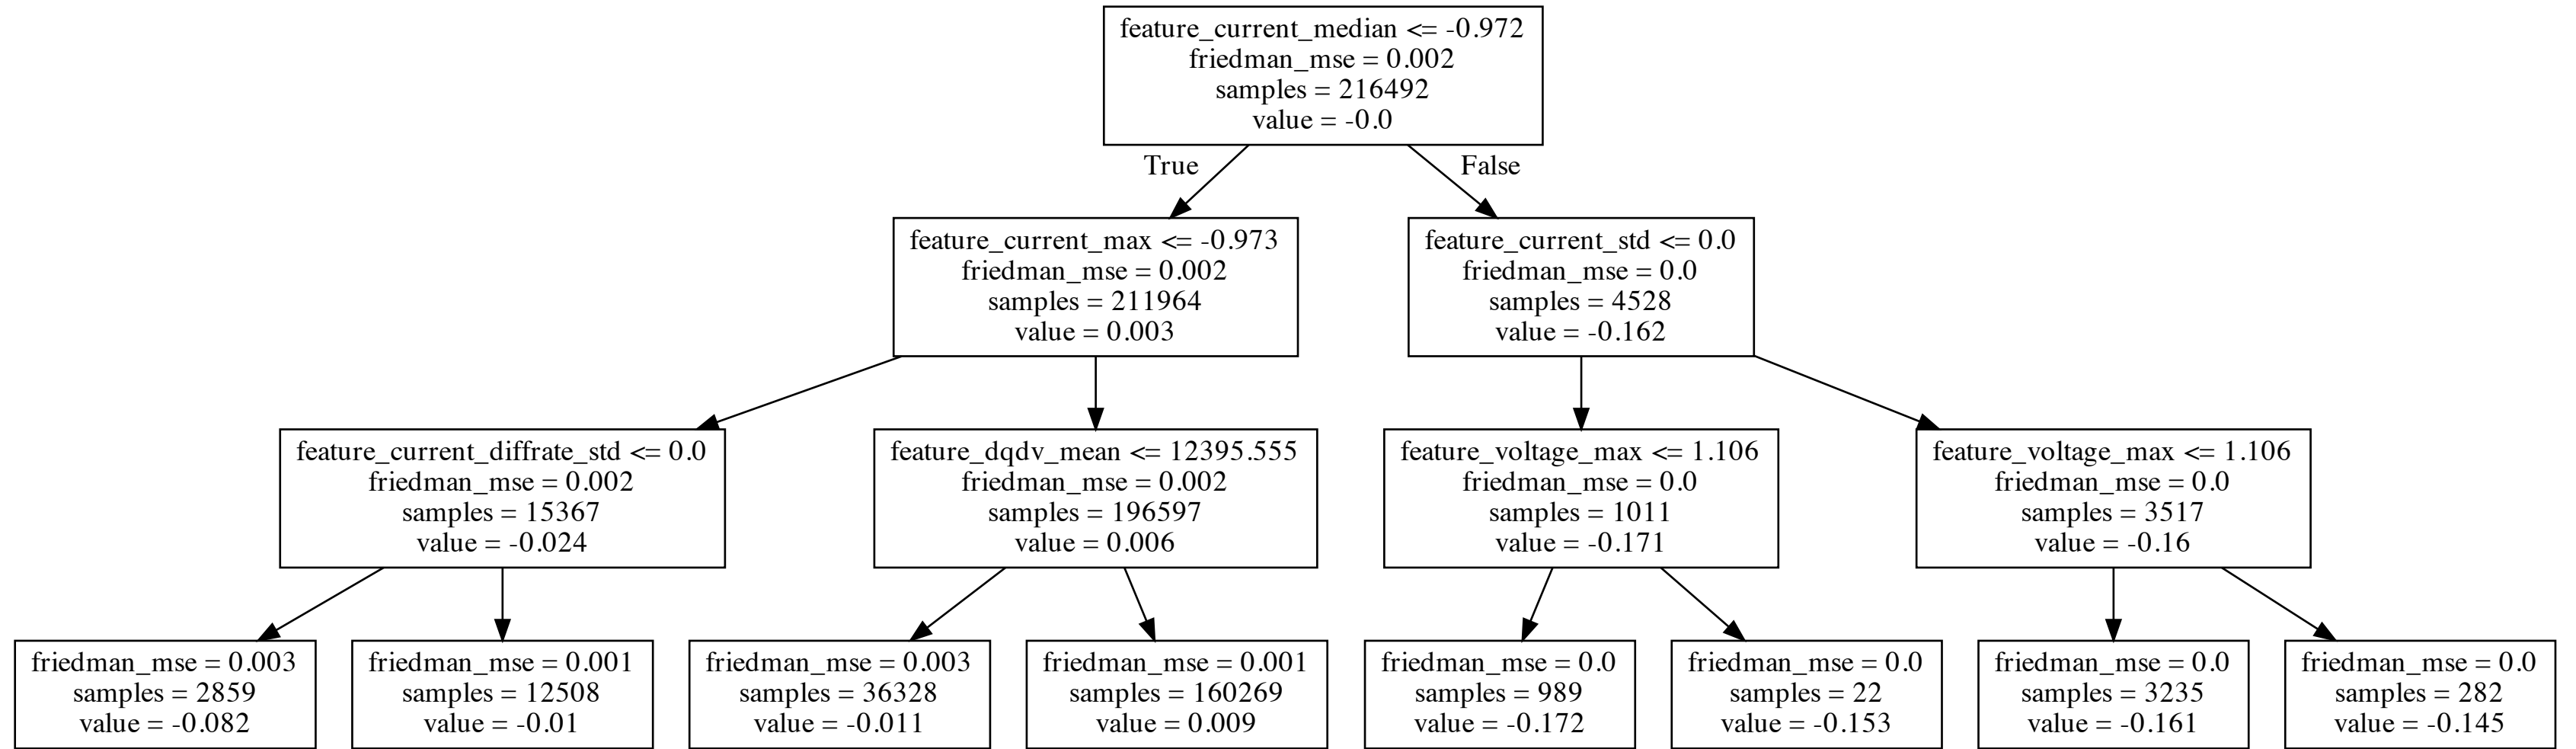 feature_current_median <= -0.972
friedman_mse = 0.002
samples = 216492
value = -0.0
True
False
feature_current_max <= -0.973
friedman_mse = 0.002
samples = 211964
value = 0.003
feature_current_std <= 0.0
friedman_mse = 0.0
samples = 4528
value = -0.162
feature_current_diffrate_std <= 0.0
friedman_mse = 0.002
samples = 15367
value = -0.024
feature_dqdv_mean <= 12395.555
friedman_mse = 0.002
samples = 196597
value = 0.006
feature_voltage_max <= 1.106
friedman_mse = 0.0
samples = 1011
value = -0.171
feature_voltage_max <= 1.106
friedman_mse = 0.0
samples = 3517
value = -0.16
friedman_mse = 0.003
samples = 2859
value = -0.082
friedman_mse = 0.001
samples = 12508
value = -0.01
friedman_mse = 0.003
samples = 36328
value = -0.011
friedman_mse = 0.001
samples = 160269
value = 0.009
friedman_mse = 0.0
samples = 989
value = -0.172
friedman_mse = 0.0
samples = 22
value = -0.153
friedman_mse = 0.0
samples = 3235
value = -0.161
friedman_mse = 0.0
samples = 282
value = -0.145